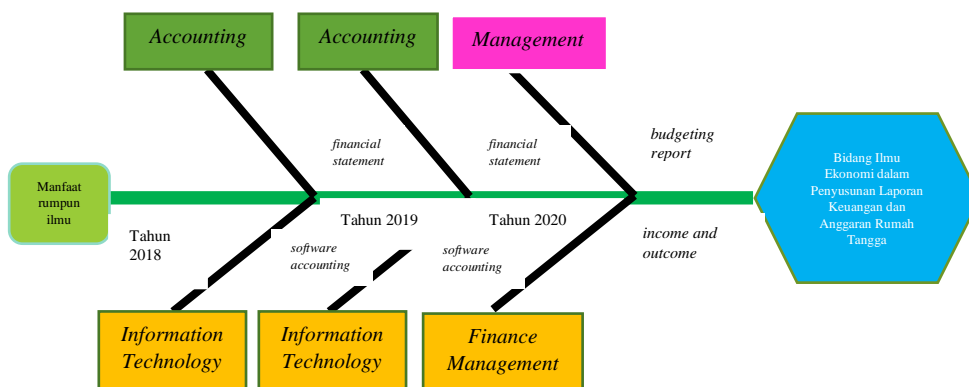 Accounting
Accounting
Management
financial
statement
financial
statement
budgeting
report
Manfaat
rumpun
ilmu
Bidang Ilmu
Ekonomi dalam
Penyusunan Laporan
Keuangan dan
Anggaran Rumah
Tangga
Tahun
2018
Tahun 2019
Tahun 2020
software
accounting
software
accounting
income and
outcome
Information
Technology
Information
Technology
Finance
Management